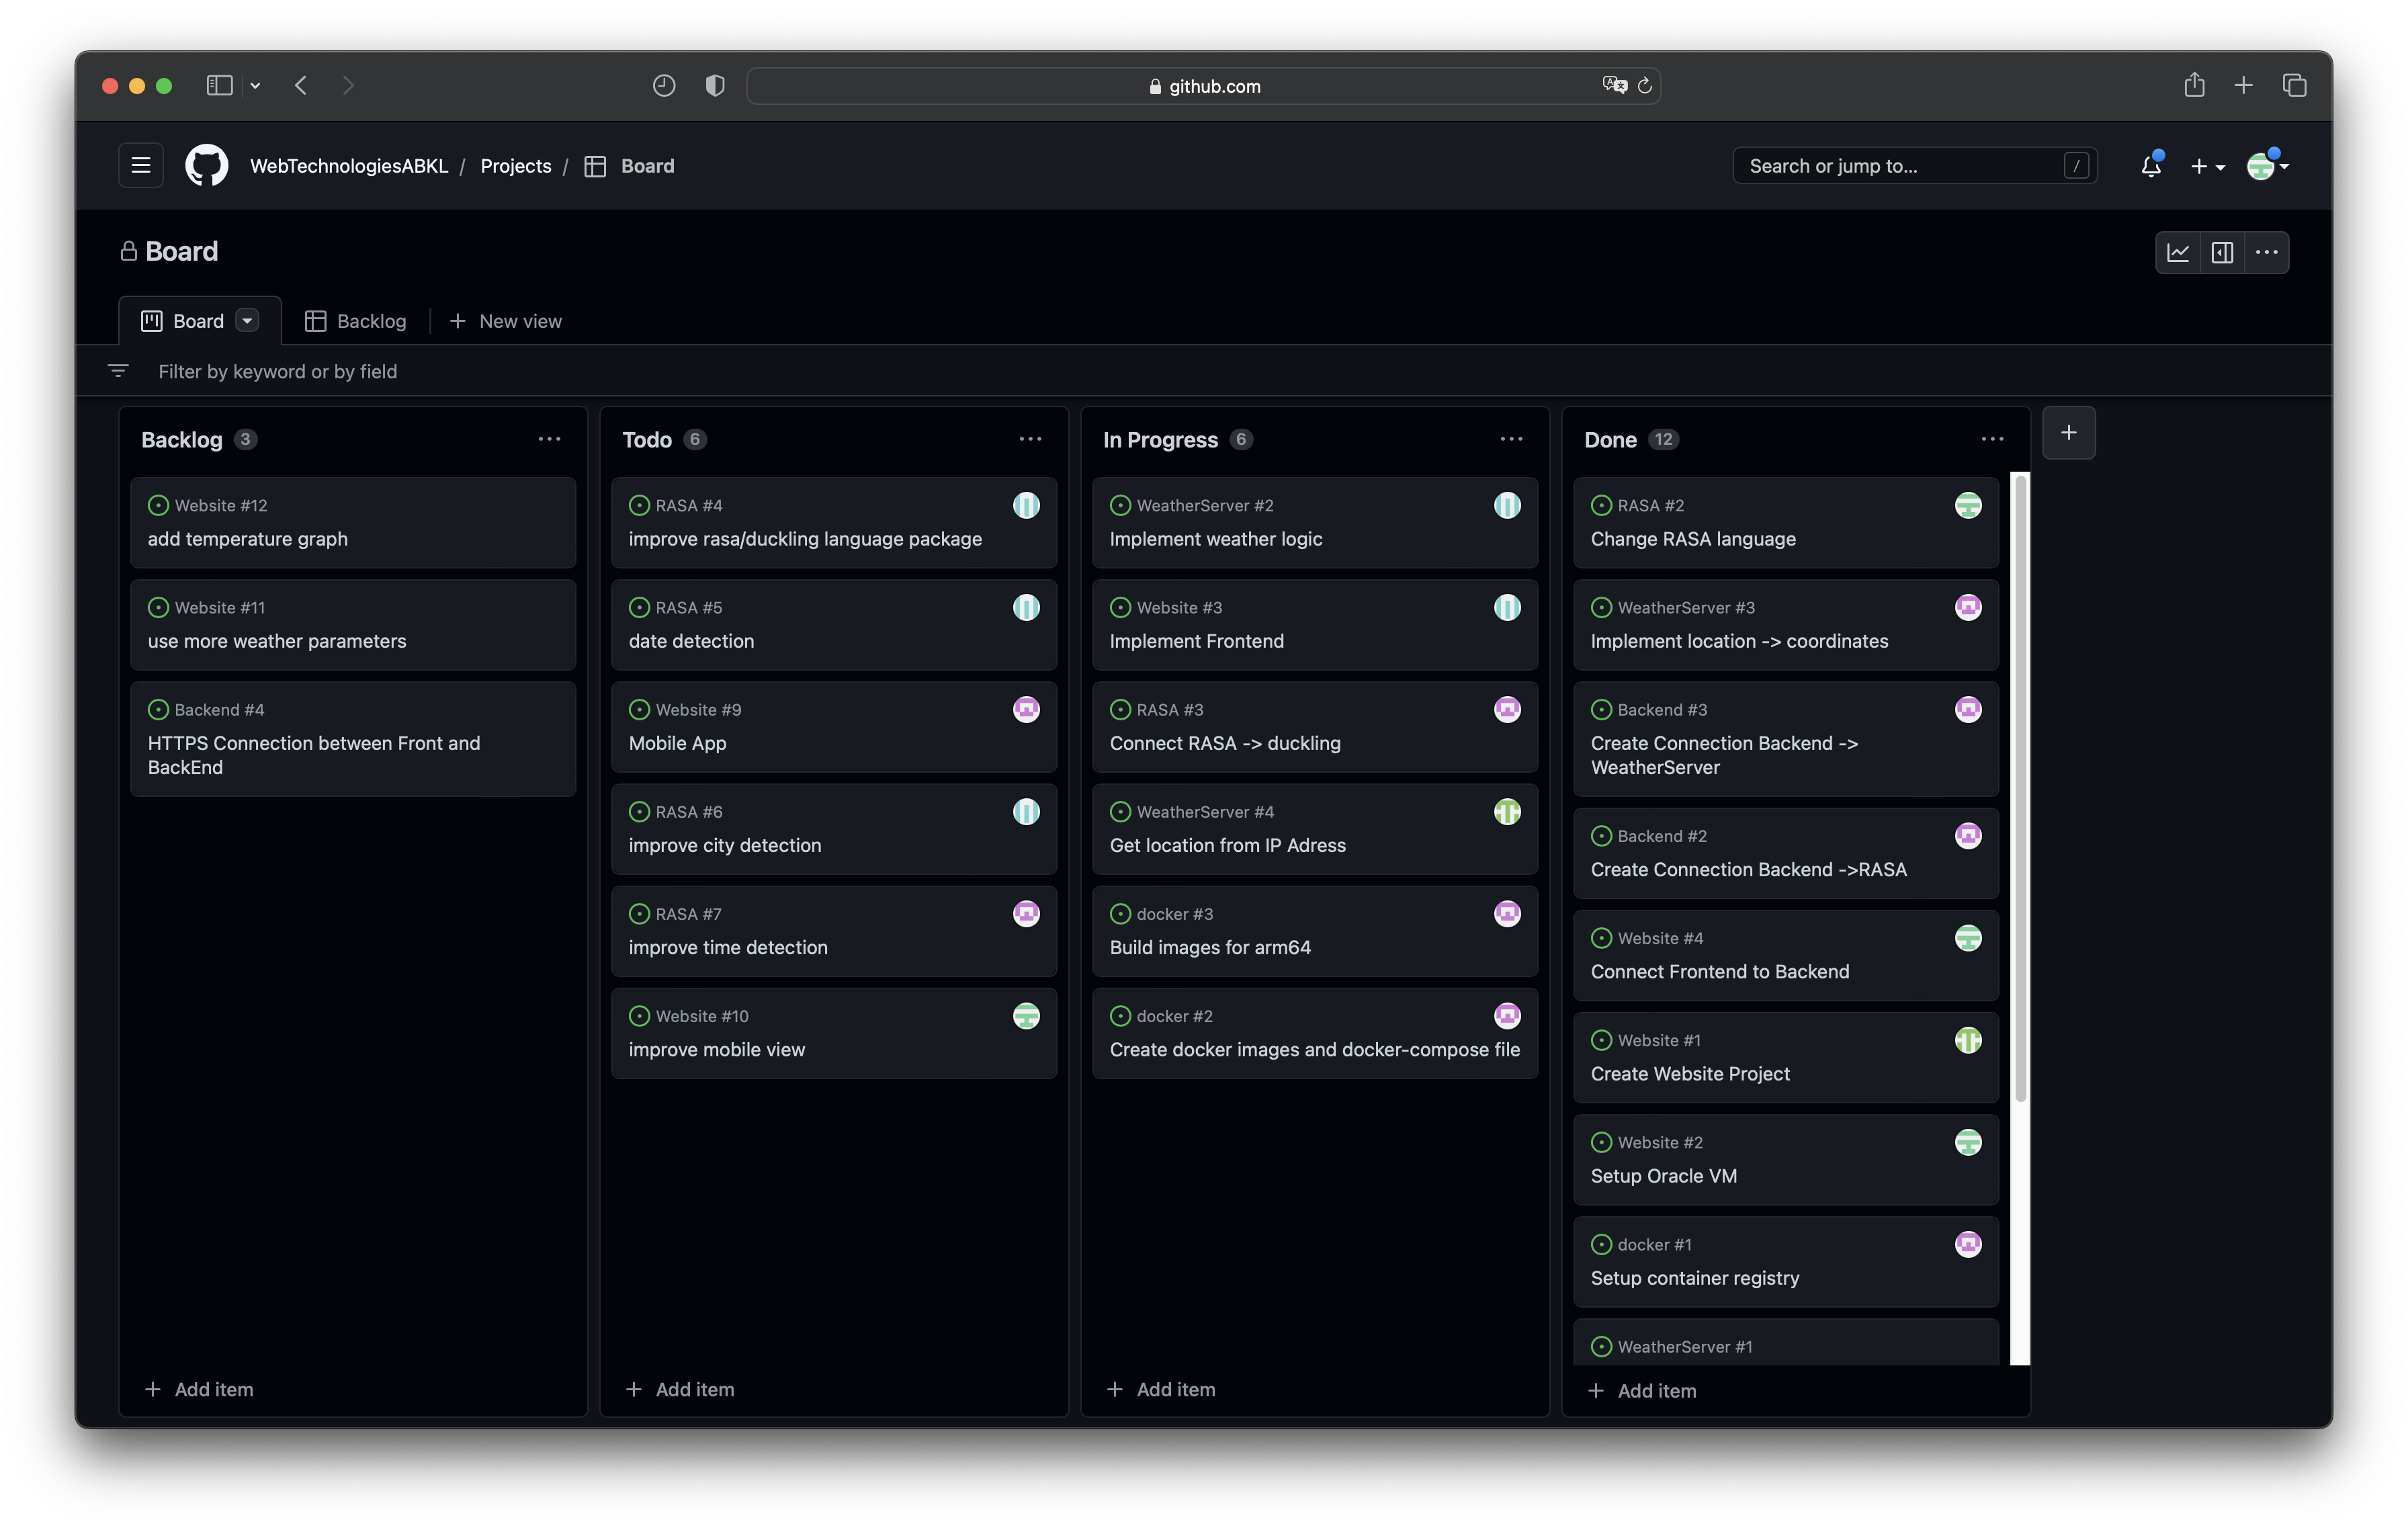 github.com
WebTechnologiesABKL / Projects / Board
Search or jump to... /
Board
Board
Backlog
New view
Filter by keyword or by field
Backlog 3
Website #12
add temperature graph
Website #11
use more weather parameters
Backend #4
HTTPS Connection between Front and
BackEnd
Add item
Todo 6
RASA #4
improve rasa/duckling language package
RASA #5
date detection
Website #9
Mobile App
RASA #6
improve city detection
RASA #7
improve time detection
Website #10
improve mobile view
Add item
In Progress 6
WeatherServer #2
Implement weather logic
Website #3
Implement Frontend
RASA #3
Connect RASA -> duckling
WeatherServer #4
Get location from IP Adress
docker #3
Build images for arm64
docker #2
Create docker images and docker-compose file
Add item
Done 12
RASA #2
Change RASA language
WeatherServer #3
Implement location -> coordinates
Backend #3
Create Connection Backend ->
WeatherServer
Backend #2
Create Connection Backend ->RASA
Website #4
Connect Frontend to Backend
Website #1
Create Website Project
Website #2
Setup Oracle VM
docker #1
Setup container registry
WeatherServer #1
Add item